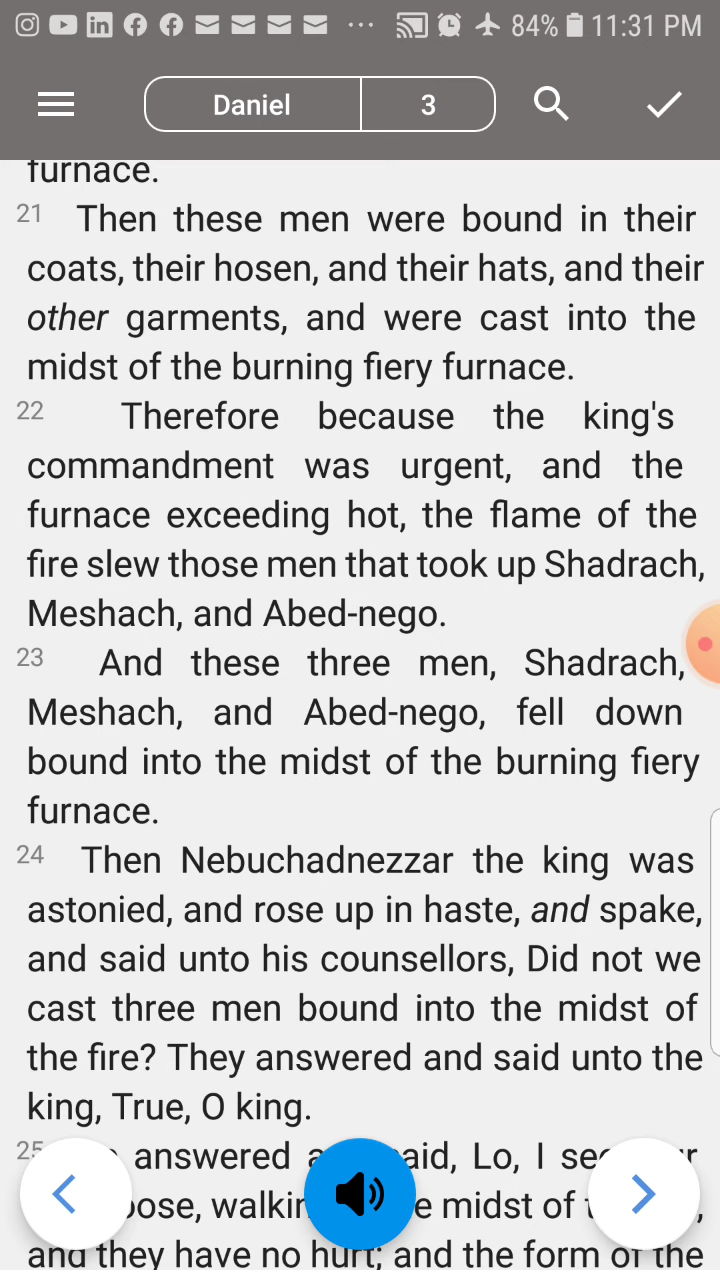 84% 11:31 PM
Daniel 3
furnace.
21 Then these men were bound in their
coats, their hosen, and their hats, and their
other garments, and were cast into the
midst of the burning fiery furnace.
22 Therefore because the king's
commandment was urgent, and the
furnace exceeding hot, the flame of the
fire slew those men that took up Shadrach,
Meshach, and Abed-nego.
23 And these three men, Shadrach,
Meshach, and Abed-nego, fell down
bound into the midst of the burning fiery
furnace.
24 Then Nebuchadnezzar the king was
astonied, and rose up in haste, and spake,
and said unto his counsellors, Did not we
cast three men bound into the midst of
the fire? They answered and said unto the
king, True, O king.
25 answered Lo, I
midst of
and they have no hurt; and the form of the